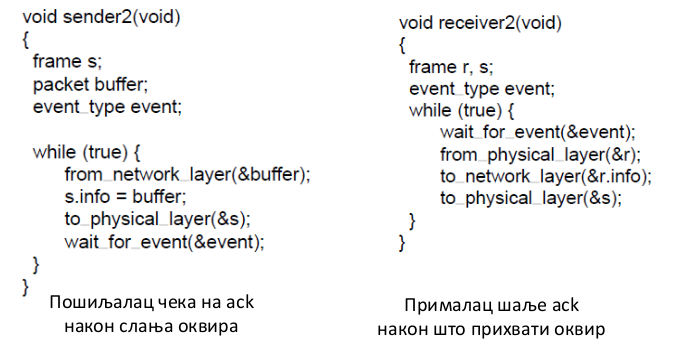 void sender2(void)
{
frame s;
packet buffer;
event_type event;
while (true) {
from_network_layer(&buffer);
s.info = buffer;
to_physical_layer(&s);
wait_for_event(&event);
}
}
Пошиљалац чека на ack
након слања оквира
void receiver2(void)
{
frame r, s;
event_type event;
while (true) {
wait_for_event(&event);
from_physical_layer(&r);
to_network_layer(&r.info);
to_physical_layer(&s);
}
}
Прималац шаље ack
након што прихвати оквир